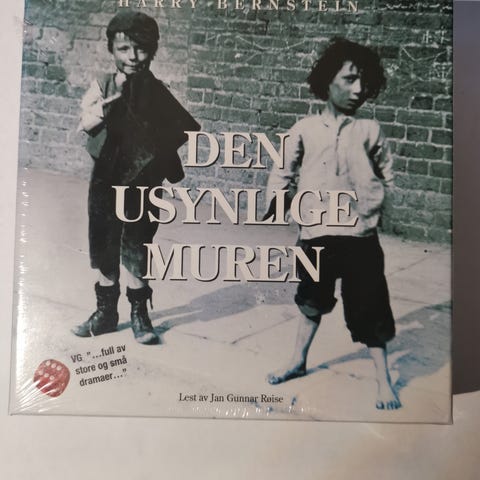 HARRY BERNSTEIN
DEN
USYNLIGE
MUREN
VG "...full av
store og små
dramaer..."
Lest av Jan Gunnar Røise